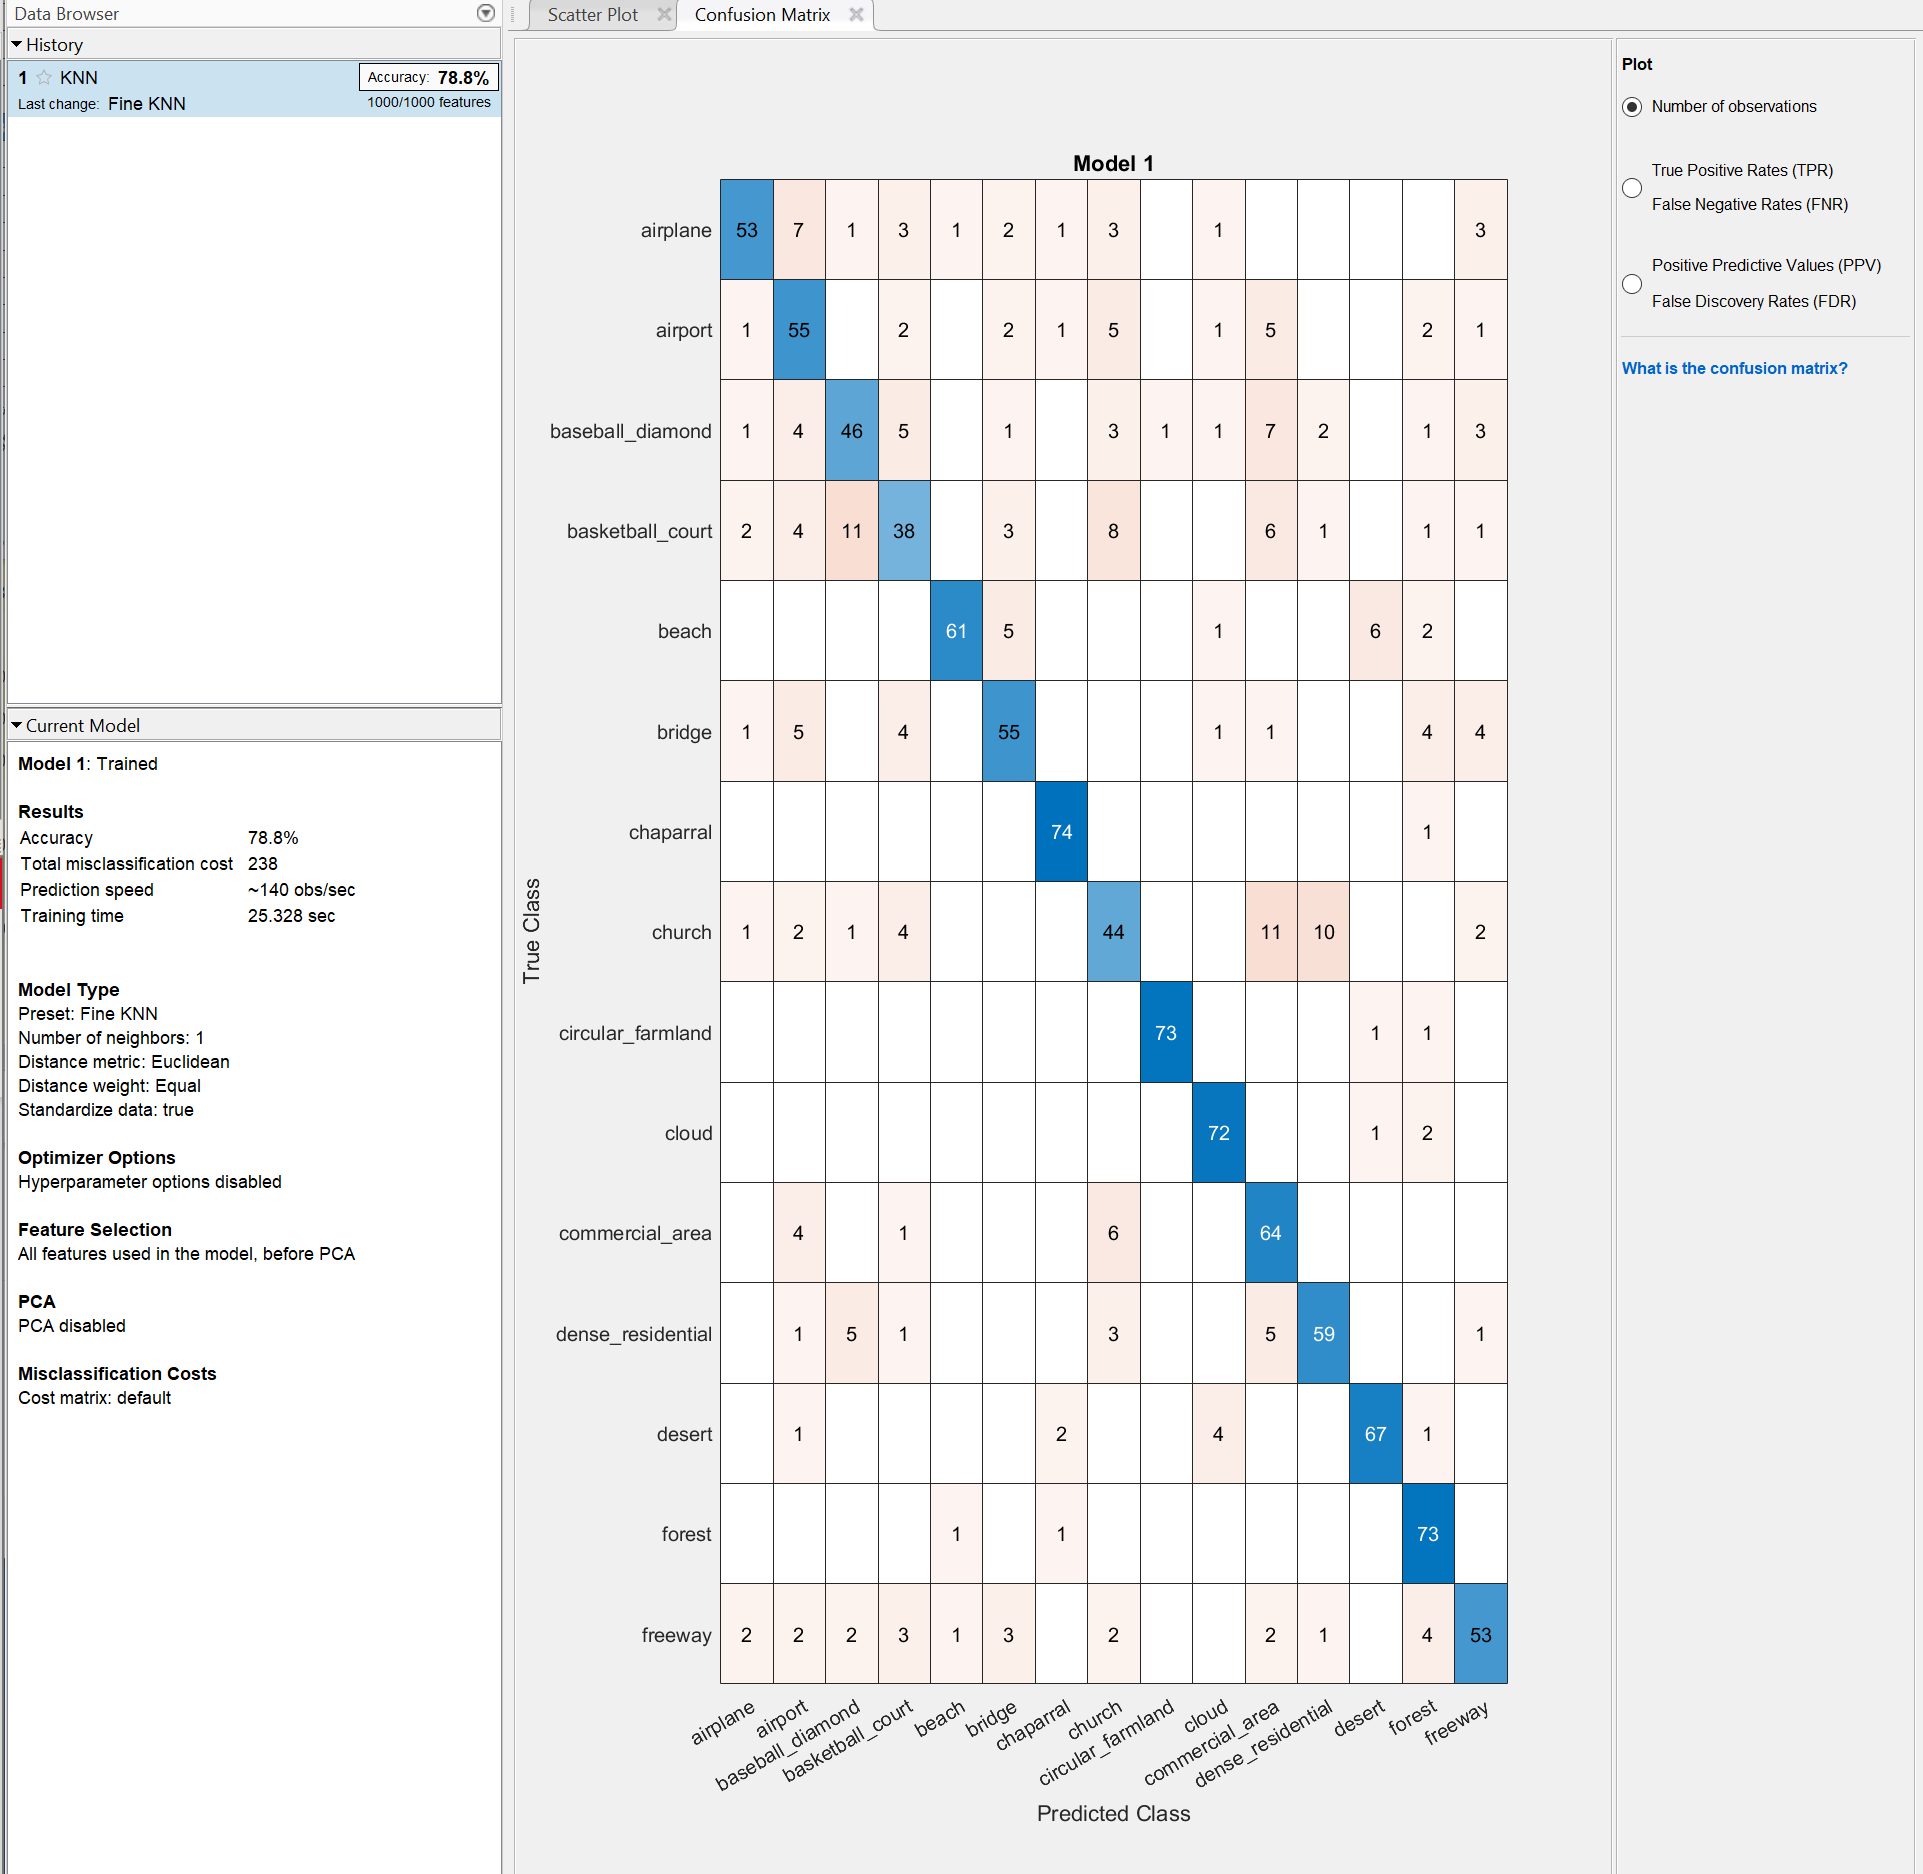 Data Browser
History
1 KNN Accuracy: 78.8%
Last change: Fine KNN 1000/1000 features
Current Model
Model 1: Trained
Results
Accuracy 78.8%
Total misclassification cost 238
Prediction speed ~140 obs/sec
Training time 25.328 sec
Model Type
Preset: Fine KNN
Number of neighbors: 1
Distance metric: Euclidean
Distance weight: Equal
Standardize data: true
Optimizer Options
Hyperparameter options disabled
Feature Selection
All features used in the model, before PCA
PCA
PCA disabled
Misclassification Costs
Cost matrix: default
Scatter Plot Confusion Matrix
Model 1
True Class
airplane 53 7 1 3 1 2 1 3 1 3
airport 1 55 2 2 1 5 1 5 2 1
baseball_diamond 1 4 46 5 1 3 1 1 7 2 1 3
basketball_court 2 4 11 38 3 8 6 1 1 1
beach 61 5 1 6 2
bridge 1 5 4 55 1 1 4 4
chaparral 74 1
church 1 2 1 4 44 11 10 2
circular_farmland 73 1 1
cloud 72 1 2
commercial_area 4 1 6 64
dense_residential 1 5 1 3 5 59 1
desert 1 2 4 67 1
forest 1 1 73
freeway 2 2 2 3 1 3 2 2 1 4 53
airplane
airport
baseball_diamond
basketball_court
beach
bridge
chaparral
church
circular_farmland
cloud
commercial_area
dense_residential
desert
forest
freeway
Predicted Class
Plot
Number of observations
True Positive Rates (TPR)
False Negative Rates (FNR)
Positive Predictive Values (PPV)
False Discovery Rates (FDR)
What is the confusion matrix?